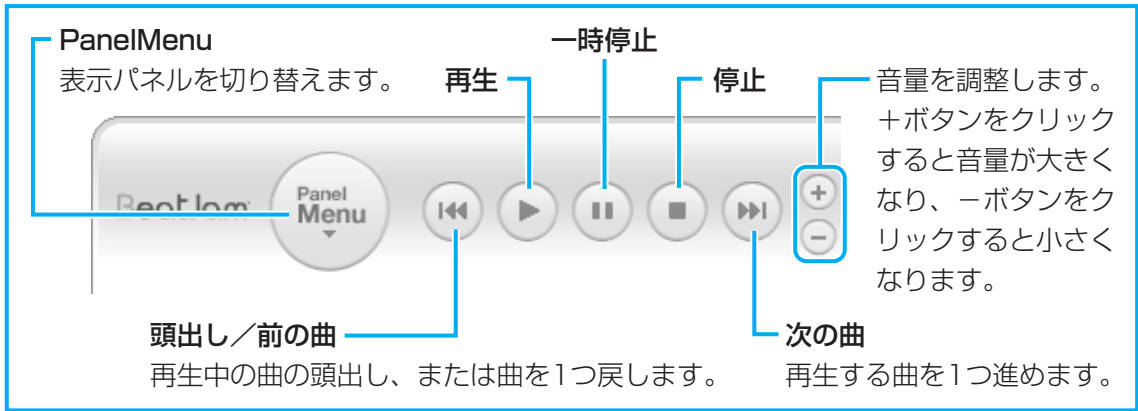 PanelMenu
表示パネルを切り替えます。
一時停止
再生
停止
音量を調整します。
＋ボタンをクリック
すると音量が大きく
なり、－ボタンをク
リックすると小さく
なります。
BeatJam
Panel
Menu
頭出し／前の曲
再生中の曲の頭出し、または曲を1つ戻します。
次の曲
再生する曲を1つ進めます。